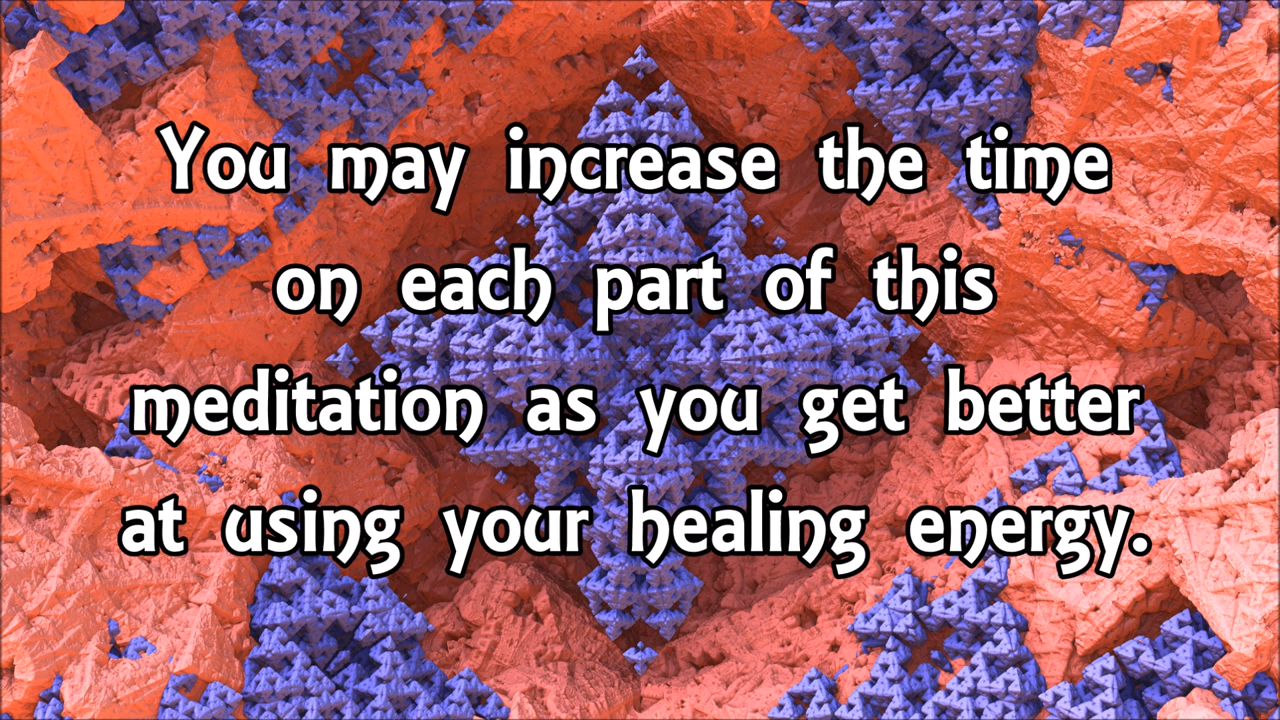 You may increase the time
on each part of this
meditation as you get better
at using your healing energy.